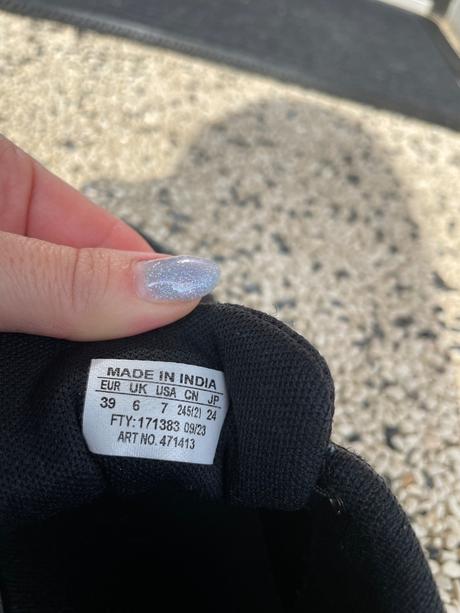 MADE IN INDIA
EUR UK USA CN JP
39 6 7 245(2) 24
FTY:171383 09/23
ART NO. 471413